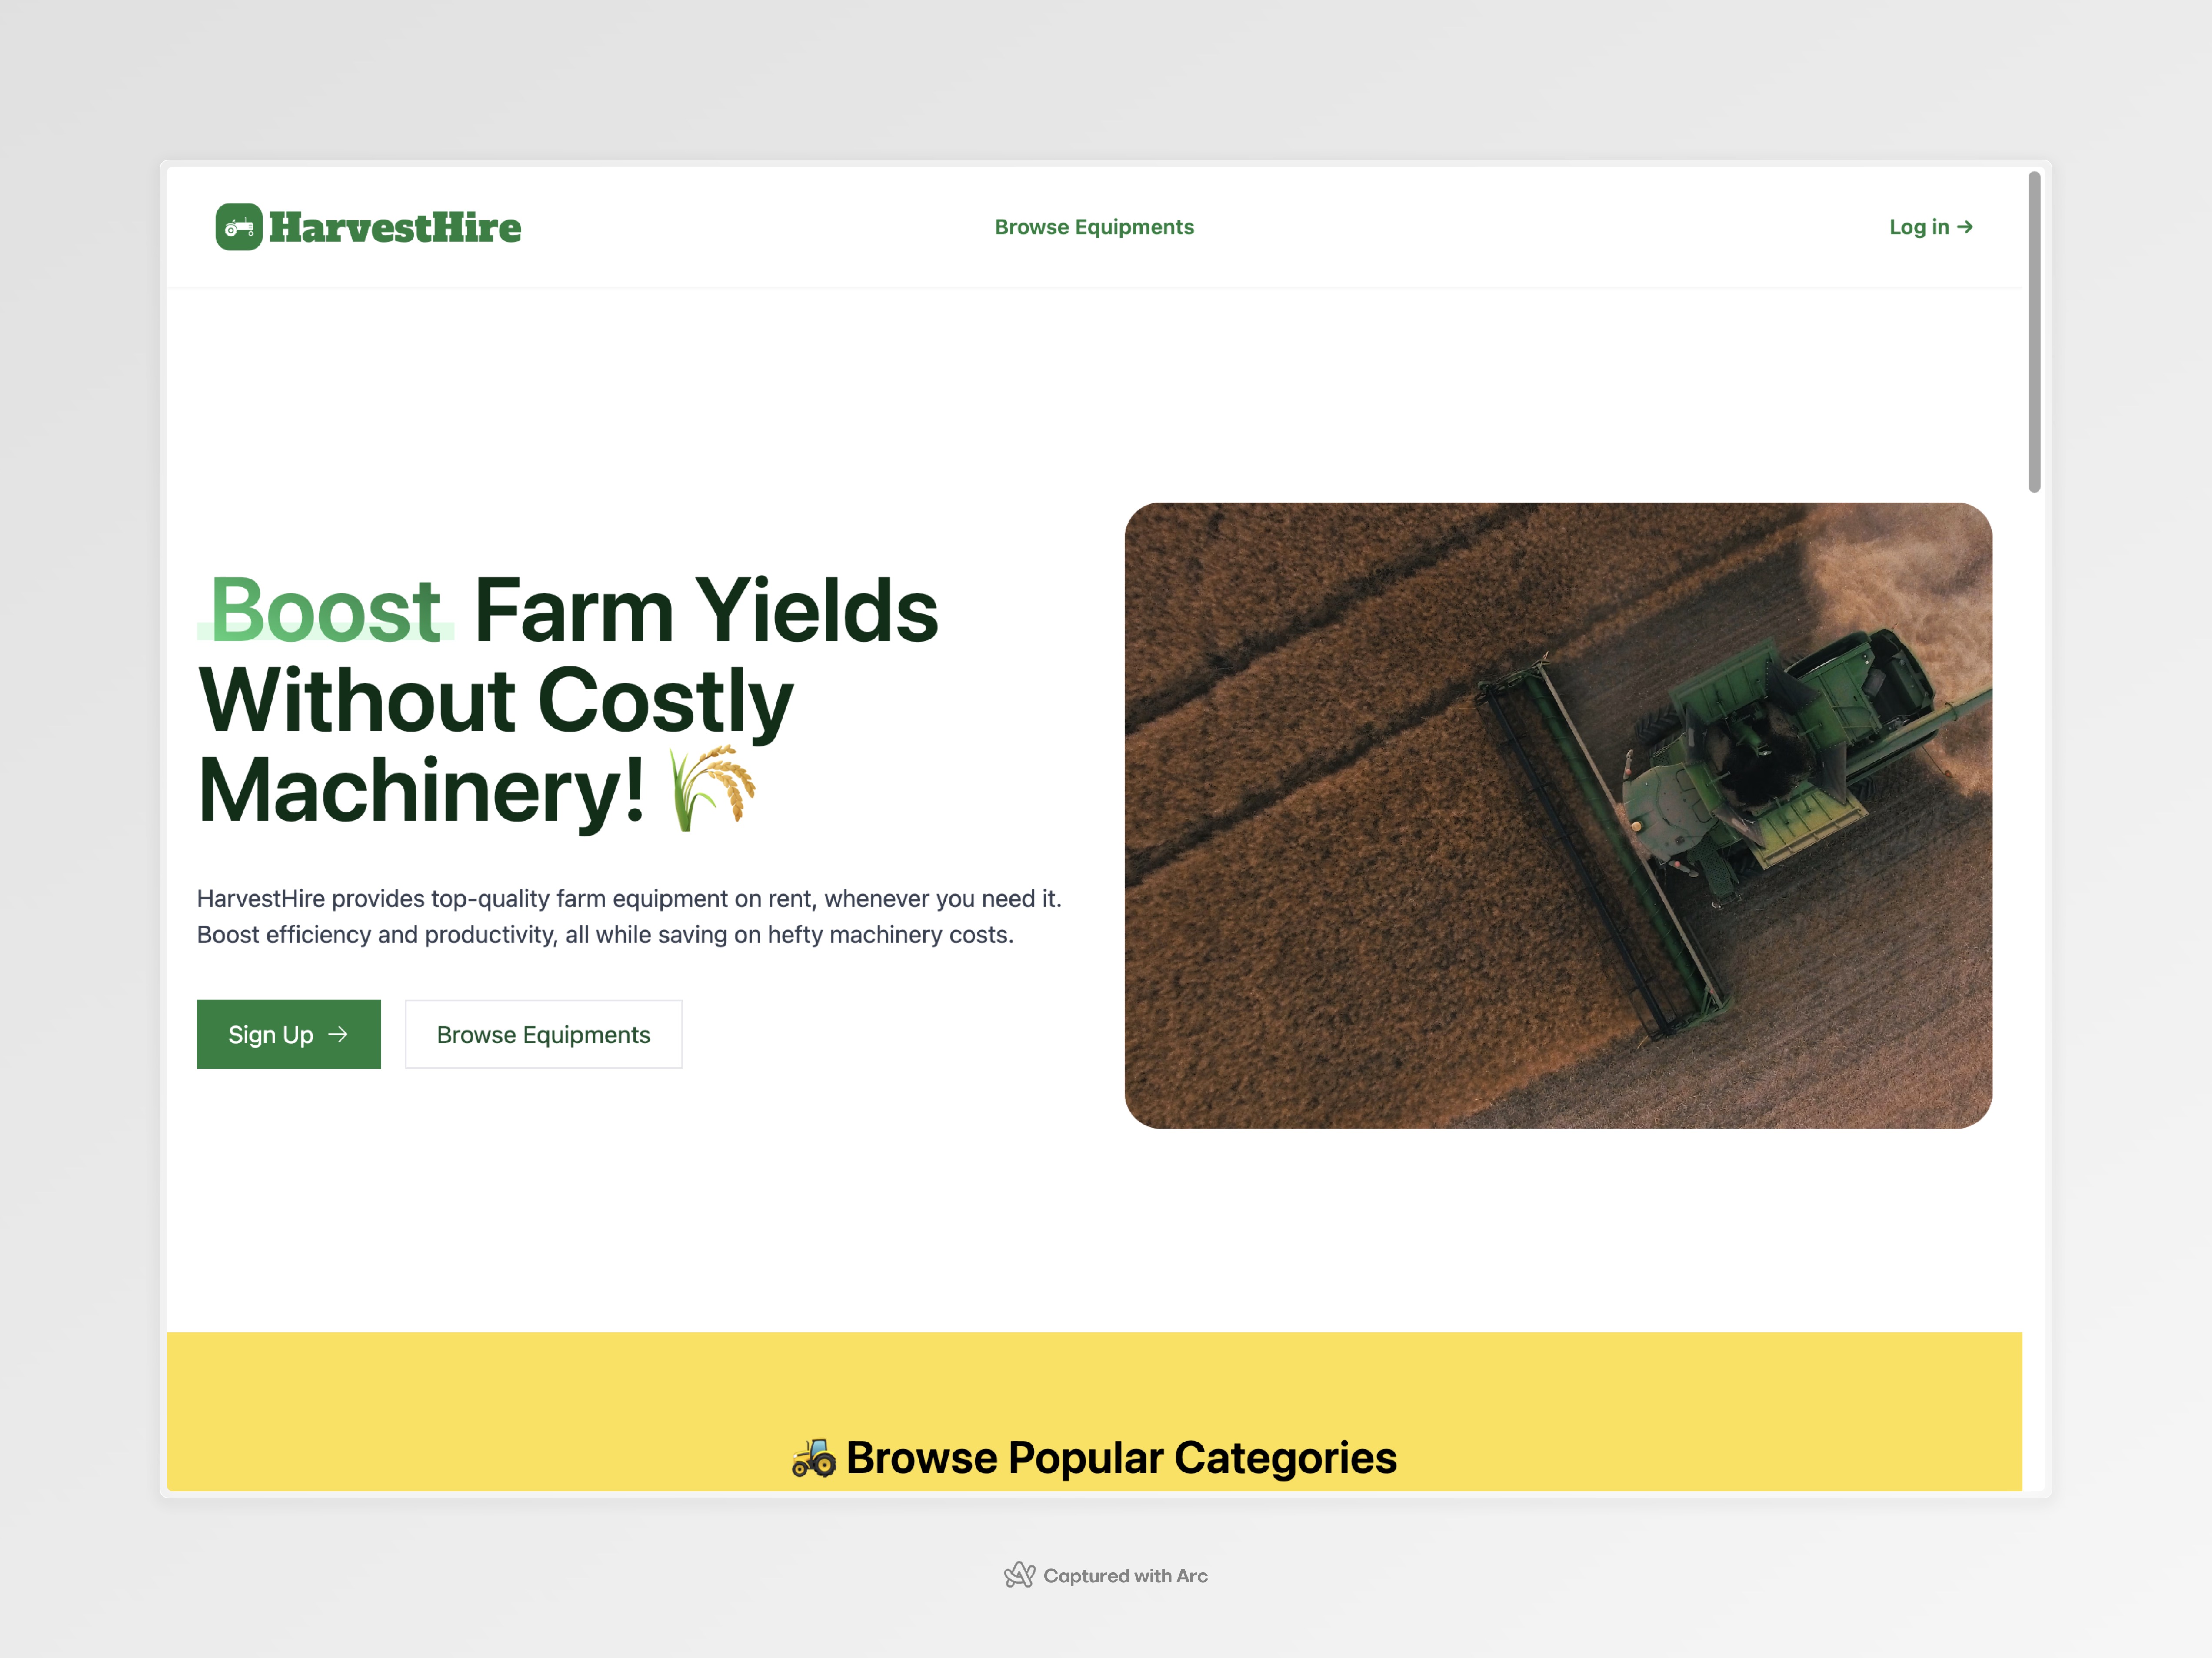 HarvestHire
Browse Equipments
Log in →
Boost Farm Yields
Without Costly
Machinery! 🌾
HarvestHire provides top-quality farm equipment on rent, whenever you need it.
Boost efficiency and productivity, all while saving on hefty machinery costs.
Sign Up →
Browse Equipments
🚜 Browse Popular Categories
Captured with Arc